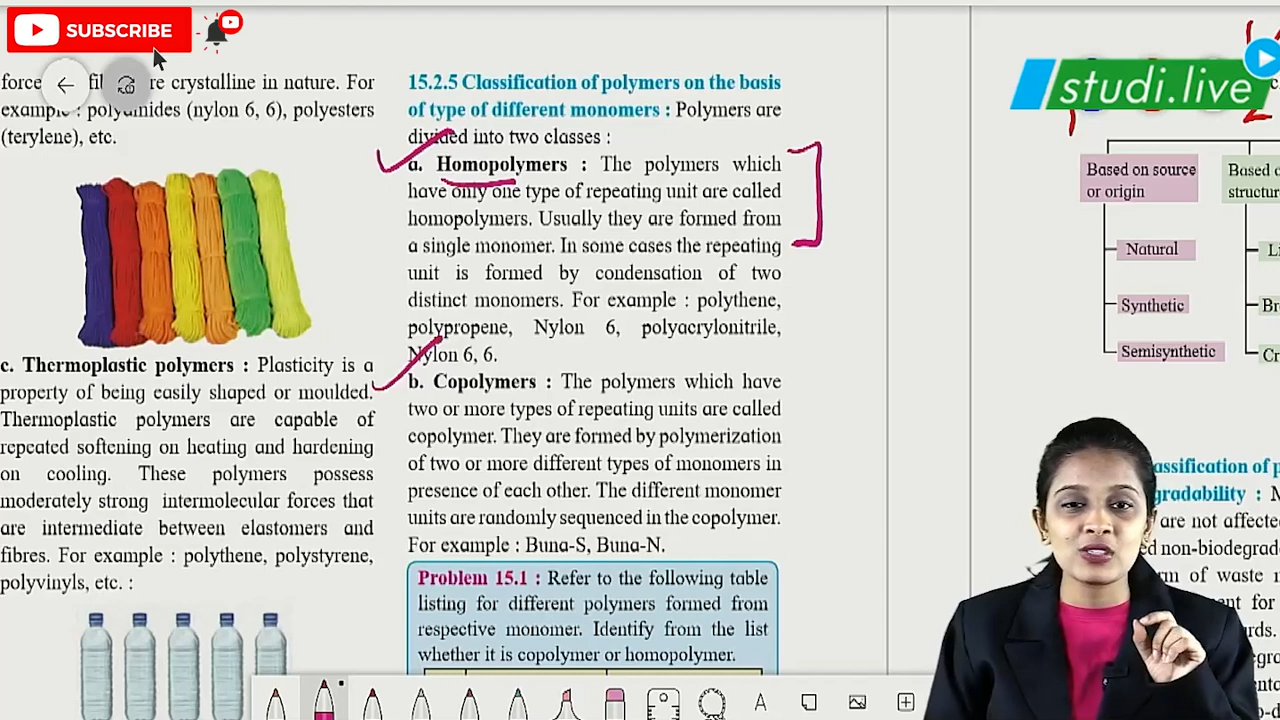 SUBSCRIBE
studi.live
are crystalline in nature. For
example : polyamides (nylon 6, 6), polyesters
(terylene), etc.
c. Thermoplastic polymers : Plasticity is a
property of being easily shaped or moulded.
Thermoplastic polymers are capable of
repeated softening on heating and hardening
on cooling. These polymers possess
moderately strong intermolecular forces that
are intermediate between elastomers and
fibres. For example : polythene, polystyrene,
polyvinyls, etc. :
15.2.5 Classification of polymers on the basis
of type of different monomers : Polymers are
divided into two classes :
a. Homopolymers : The polymers which
have only one type of repeating unit are called
homopolymers. Usually they are formed from
a single monomer. In some cases the repeating
unit is formed by condensation of two
distinct monomers. For example : polythene,
polypropene, Nylon 6, polyacrylonitrile,
Nylon 6, 6.
b. Copolymers : The polymers which have
two or more types of repeating units are called
copolymer. They are formed by polymerization
of two or more different types of monomers in
presence of each other. The different monomer
units are randomly sequenced in the copolymer.
For example : Buna-S, Buna-N.
Problem 15.1 : Refer to the following table
listing for different polymers formed from
respective monomer. Identify from the list
whether it is copolymer or homopolymer.
Based on source
or origin
Natural
Synthetic
Semisynthetic
Based
are not affected
non-biodegrad
of waste
for
A